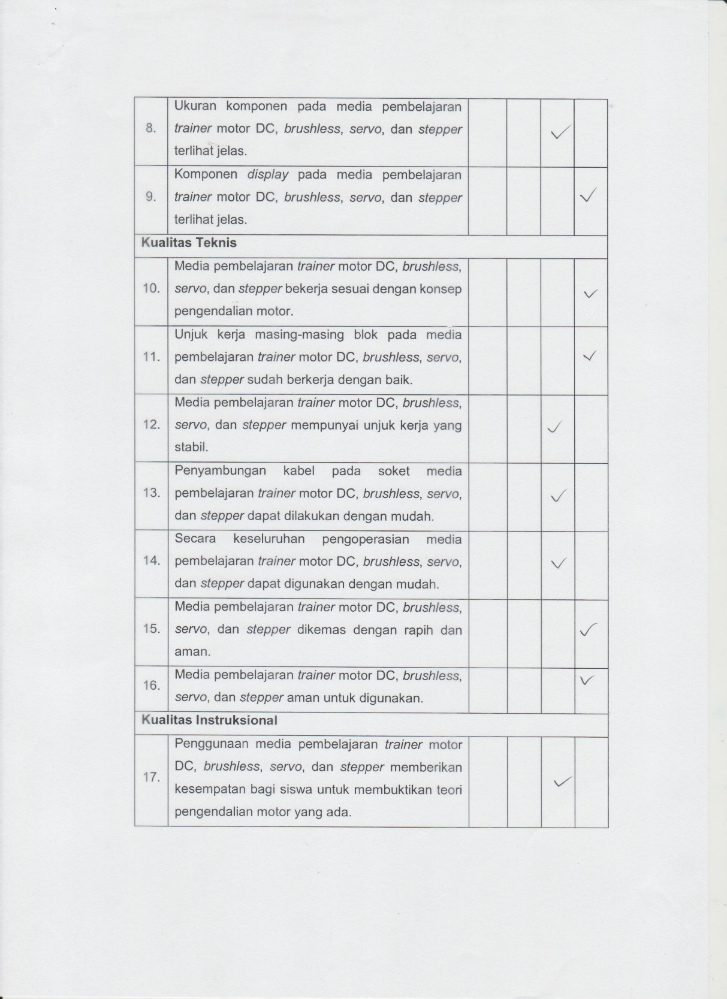 8.
Ukuran komponen pada media pembelajaran
trainer motor DC, brushless, servo, dan stepper
terlihat jelas.
9.
Komponen display pada media pembelajaran
trainer motor DC, brushless, servo, dan stepper
terlihat jelas.
Kualitas Teknis
10.
Media pembelajaran trainer motor DC, brushless,
servo, dan stepper bekerja sesuai dengan konsep
pengendalian motor.
11.
Unjuk kerja masing-masing blok pada media
pembelajaran trainer motor DC, brushless, servo,
dan stepper sudah berkerja dengan baik.
12.
Media pembelajaran trainer motor DC, brushless,
servo, dan stepper mempunyai unjuk kerja yang
stabil.
13.
Penyambungan kabel pada soket media
pembelajaran trainer motor DC, brushless, servo,
dan stepper dapat dilakukan dengan mudah.
14.
Secara keseluruhan pengoperasian media
pembelajaran trainer motor DC, brushless, servo,
dan stepper dapat digunakan dengan mudah.
15.
Media pembelajaran trainer motor DC, brushless,
servo, dan stepper dikemas dengan rapih dan
aman.
16.
Media pembelajaran trainer motor DC, brushless,
servo, dan stepper aman untuk digunakan.
Kualitas Instruksional
17.
Penggunaan media pembelajaran trainer motor
DC, brushless, servo, dan stepper memberikan
kesempatan bagi siswa untuk membuktikan teori
pengendalian motor yang ada.